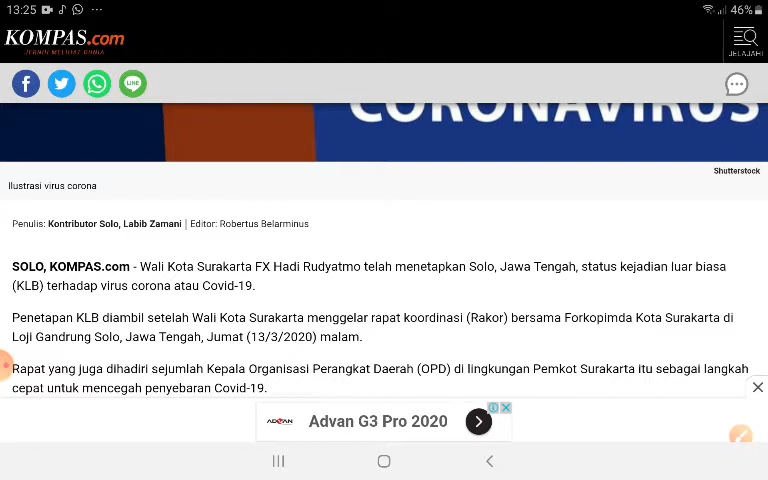 13:25
46%
KOMPAS.com
JERNIH MELIHAT DUNIA
JELAJAHI
LINE
CORONAVIRUS
Shutterstock
Ilustrasi virus corona
Penulis: Kontributor Solo, Labib Zamani | Editor: Robertus Belarminus
SOLO, KOMPAS.com - Wali Kota Surakarta FX Hadi Rudyatmo telah menetapkan Solo, Jawa Tengah, status kejadian luar biasa
(KLB) terhadap virus corona atau Covid-19.
Penetapan KLB diambil setelah Wali Kota Surakarta menggelar rapat koordinasi (Rakor) bersama Forkopimda Kota Surakarta di
Loji Gandrung Solo, Jawa Tengah, Jumat (13/3/2020) malam.
Rapat yang juga dihadiri sejumlah Kepala Organisasi Perangkat Daerah (OPD) di lingkungan Pemkot Surakarta itu sebagai langkah
cepat untuk mencegah penyebaran Covid-19.
ADVAN
Advan G3 Pro 2020